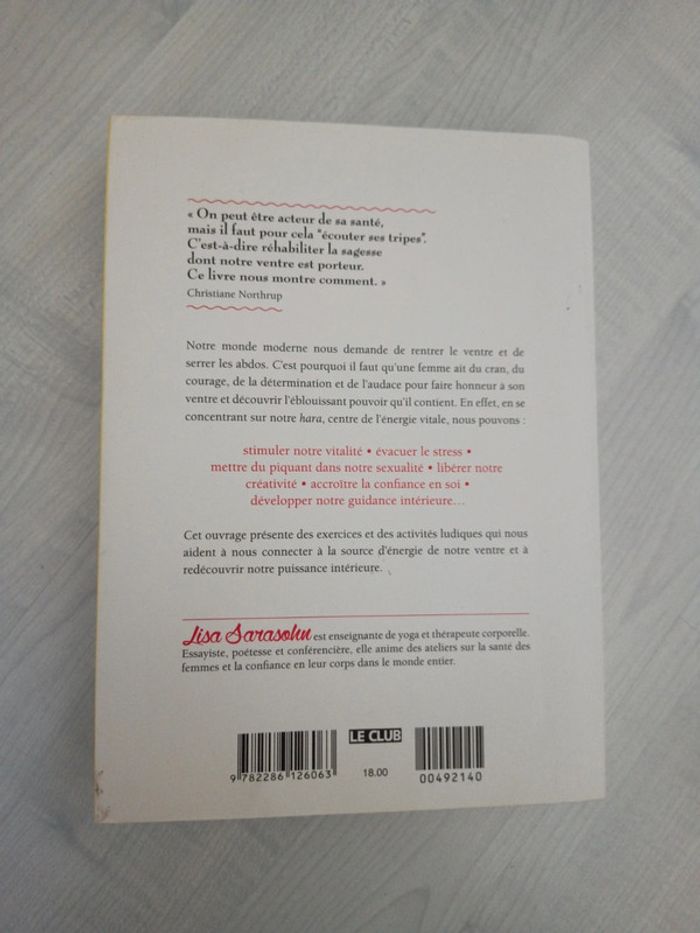 « On peut être acteur de sa santé,
mais il faut pour cela "écouter ses tripes".
C'est-à-dire réhabiliter la sagesse
dont notre ventre est porteur.
Ce livre nous montre comment. »
Christiane Northrup
Notre monde moderne nous demande de rentrer le ventre et de
serrer les abdos. C'est pourquoi il faut qu'une femme ait du cran, du
courage, de la détermination et de l'audace pour faire honneur à son
ventre et découvrir l'éblouissant pouvoir qu'il contient. En effet, en se
concentrant sur notre hara, centre de l'énergie vitale, nous pouvons :
stimuler notre vitalité • évacuer le stress •
mettre du piquant dans notre sexualité • libérer notre
créativité • accroître la confiance en soi •
développer notre guidance intérieure...
Cet ouvrage présente des exercices et des activités ludiques qui nous
aident à nous connecter à la source d'énergie de notre ventre et à
redécouvrir notre puissance intérieure.
Lisa Sarasohn est enseignante de yoga et thérapeute corporelle.
Essayiste, poétesse et conférencière, elle anime des ateliers sur la santé des
femmes et la confiance en leur corps dans le monde entier.
LE CLUB
9 782286 126063
18.00
00492140